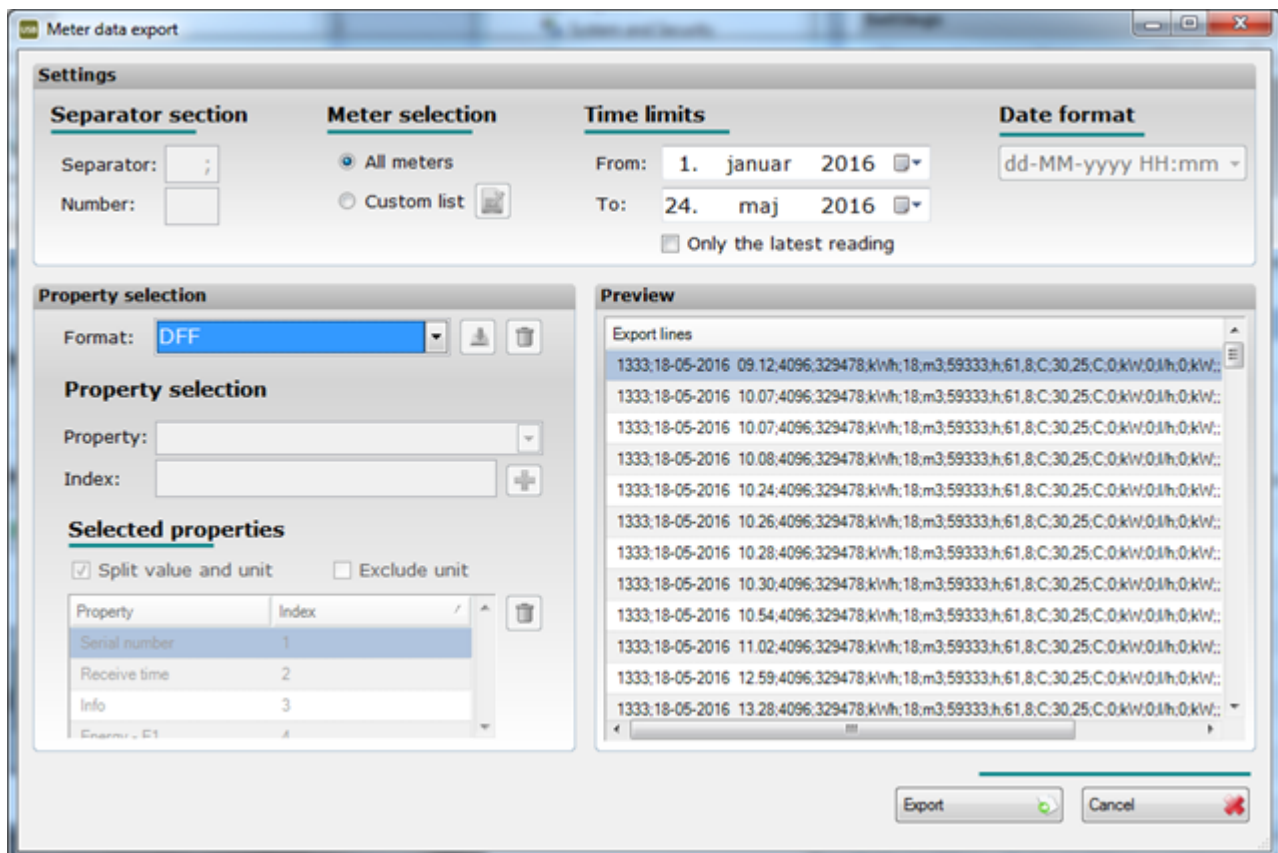 Meter data export
Settings
Separator section
Separator: ;
Number:
Meter selection
All meters
Custom list
Time limits
From: 1. januar 2016
To: 24. maj 2016
Only the latest reading
Date format
dd-MM-yyyy HH:mm
Property selection
Format: DFF
Property selection
Property:
Index:
Selected properties
Split value and unit Exclude unit
Property Index
Serial number 1
Receive time 2
Info 3
Energy - E1 4
Preview
Export lines
1333;18-05-2016 09.12;4096;329478;kWh;18;m3;59333;h;61,8;C;30,25;C;0;kW;0;l/h;0;kW;;
1333;18-05-2016 10.07;4096;329478;kWh;18;m3;59333;h;61,8;C;30,25;C;0;kW;0;l/h;0;kW;;
1333;18-05-2016 10.07;4096;329478;kWh;18;m3;59333;h;61,8;C;30,25;C;0;kW;0;l/h;0;kW;;
1333;18-05-2016 10.08;4096;329478;kWh;18;m3;59333;h;61,8;C;30,25;C;0;kW;0;l/h;0;kW;;
1333;18-05-2016 10.24;4096;329478;kWh;18;m3;59333;h;61,8;C;30,25;C;0;kW;0;l/h;0;kW;;
1333;18-05-2016 10.26;4096;329478;kWh;18;m3;59333;h;61,8;C;30,25;C;0;kW;0;l/h;0;kW;;
1333;18-05-2016 10.28;4096;329478;kWh;18;m3;59333;h;61,8;C;30,25;C;0;kW;0;l/h;0;kW;;
1333;18-05-2016 10.30;4096;329478;kWh;18;m3;59333;h;61,8;C;30,25;C;0;kW;0;l/h;0;kW;;
1333;18-05-2016 10.54;4096;329478;kWh;18;m3;59333;h;61,8;C;30,25;C;0;kW;0;l/h;0;kW;;
1333;18-05-2016 11.02;4096;329478;kWh;18;m3;59333;h;61,8;C;30,25;C;0;kW;0;l/h;0;kW;;
1333;18-05-2016 12.59;4096;329478;kWh;18;m3;59333;h;61,8;C;30,25;C;0;kW;0;l/h;0;kW;;
1333;18-05-2016 13.28;4096;329478;kWh;18;m3;59333;h;61,8;C;30,25;C;0;kW;0;l/h;0;kW;;
Export
Cancel